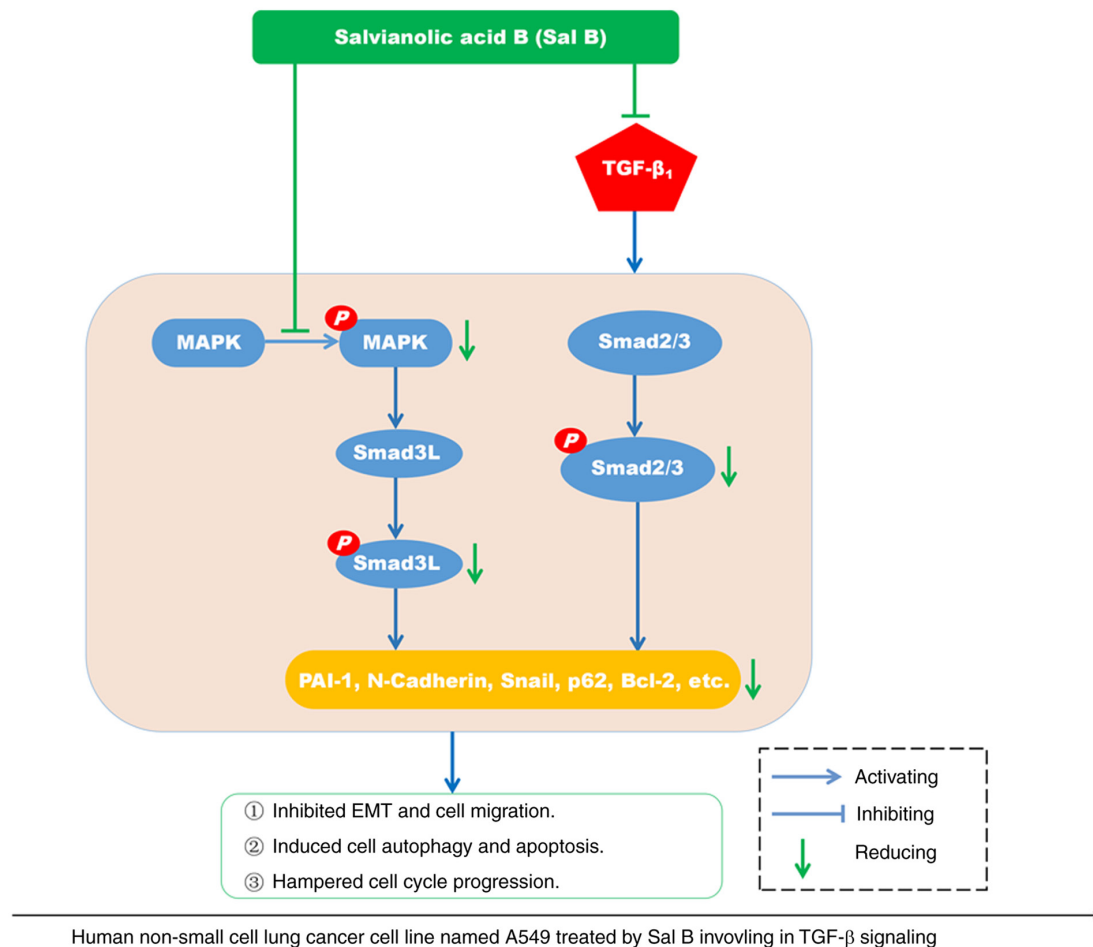 Salvianolic acid B (Sal B)
TGF-β₁
P
MAPK
MAPK
Smad2/3
Smad3L
P
Smad2/3
P
Smad3L
PAI-1, N-Cadherin, Snail, p62, Bcl-2, etc.
Activating
Inhibiting
Reducing
① Inhibited EMT and cell migration.
② Induced cell autophagy and apoptosis.
③ Hampered cell cycle progression.
Human non-small cell lung cancer cell line named A549 treated by Sal B invovling in TGF-β signaling